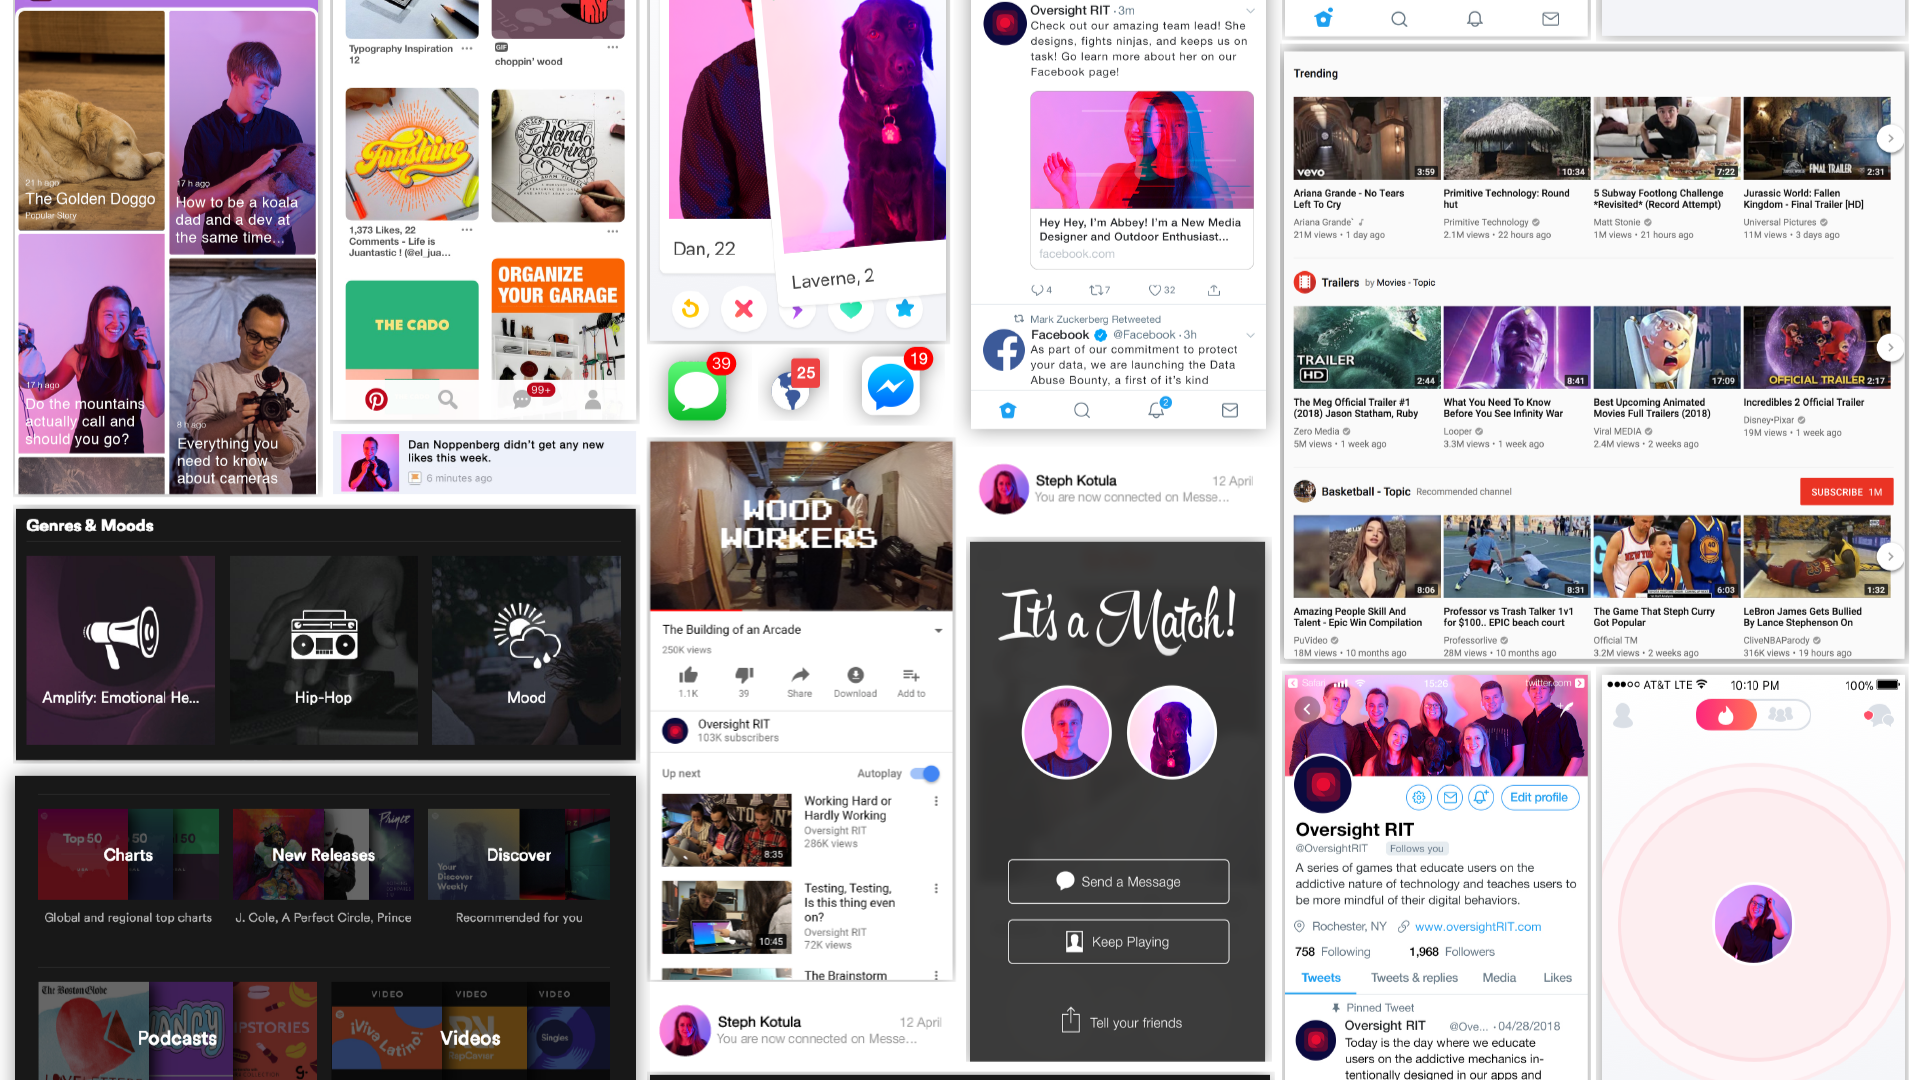 21 h ago
The Golden Doggo
Popular Story
17 h ago
How to be a koala
dad and a dev at
the same time...
17 h ago
Do the mountains
actually call and
should you go?
8 h ago
Everything you
need to know
about cameras
Typography Inspiration
12
GIF
choppin' wood
Funshine
Hand
Lettering
1,373 Likes, 22
Comments - Life is
Juantastic ! (@el_jua...
THE CADO
ORGANIZE
YOUR GARAGE
99+
Dan Noppenberg didn't get any new
likes this week.
6 minutes ago
Genres & Moods
Amplify: Emotional He...
Hip-Hop
Mood
Top 50
50
50
Prince
Your
Discover
Weekly
Charts
New Releases
Discover
Global and regional top charts
J. Cole, A Perfect Circle, Prince
Recommended for you
The Boston Globe
LOVE LETTERS
Podcasts
VIDEO
VIDEO
VIDEO
¡Viva Latino!
RapCaviar
Singles
Videos
Dan, 22
Laverne, 2
39
25
19
WOOD
WORKERS
The Building of an Arcade
250K views
1.1K
39
Share
Download
Add to
Oversight RIT
103K subscribers
Up next
Autoplay
Working Hard or
Hardly Working
Oversight RIT
286K views
8:35
Testing, Testing,
Is this thing even
on?
Oversight RIT
72K views
10:45
The Brainstorm
Steph Kotula
12 April
You are now connected on Messe...
Oversight RIT · 3m
Check out our amazing team lead! She
designs, fights ninjas, and keeps us on
task! Go learn more about her on our
Facebook page!
Hey Hey, I'm Abbey! I'm a New Media
Designer and Outdoor Enthusiast...
facebook.com
4
7
32
Mark Zuckerberg Retweeted
Facebook @Facebook · 3h
As part of our commitment to protect
your data, we are launching the Data
Abuse Bounty, a first of it's kind
2
Steph Kotula
12 April
You are now connected on Messe...
It's a Match!
Send a Message
Keep Playing
Tell your friends
Trending
vevo
3:59
10:34
7:22
FINAL TRAILER
2:31
Ariana Grande - No Tears
Left To Cry
Ariana Grande
21M views • 1 day ago
Primitive Technology: Round
hut
Primitive Technology
2.1M views • 22 hours ago
5 Subway Footlong Challenge
*Revisited* (Record Attempt)
Matt Stonie
1M views • 21 hours ago
Jurassic World: Fallen
Kingdom - Final Trailer [HD]
Universal Pictures
11M views • 3 days ago
Trailers by Movies - Topic
TRAILER
HD
2:44
8:41
17:09
OFFICIAL TRAILER 2:17
The Meg Official Trailer #1
(2018) Jason Statham, Ruby
Zero Media
5M views • 1 week ago
What You Need To Know
Before You See Infinity War
Looper
3.3M views • 1 week ago
Best Upcoming Animated
Movies Full Trailers (2018)
Viral MEDIA
2.4M views • 2 weeks ago
Incredibles 2 Official Trailer
Disney•Pixar
19M views • 1 week ago
Basketball - Topic Recommended channel
SUBSCRIBE 1M
8:06
8:31
6:03
1:32
Amazing People Skill And
Talent - Epic Win Compilation
PuVideo
18M views • 10 months ago
Professor vs Trash Talker 1v1
for $100.. EPIC beach court
Professorlive
28M views • 10 months ago
The Game That Steph Curry
Got Popular
Official TM
3.2M views • 2 weeks ago
LeBron James Gets Bullied
By Lance Stephenson On
CliveNBAParody
316K views • 19 hours ago
Safari
15:26
twitter.com
Edit profile
Oversight RIT
@OversightRIT Follows you
A series of games that educate users on the
addictive nature of technology and teaches users to
be more mindful of their digital behaviors.
Rochester, NY www.oversightRIT.com
758 Following 1,968 Followers
Tweets
Tweets & replies
Media
Likes
Pinned Tweet
Oversight RIT @Ove... · 04/28/2018
Today is the day where we educate
users on the addictive mechanics in-
tentionally designed in our apps and
AT&T LTE
10:10 PM
100%